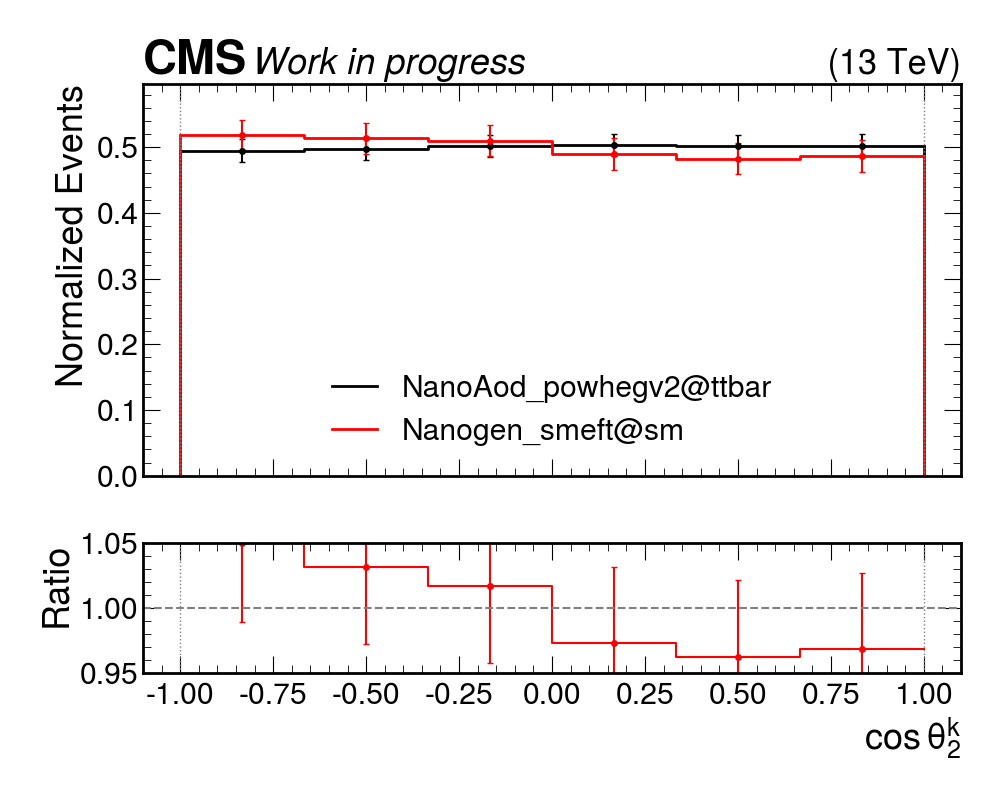 CMS Work in progress (13 TeV)
Normalized Events
0.5
0.4
0.3
0.2
0.1
0.0
NanoAod_powhegv2@ttbar
Nanogen_smeft@sm
Ratio
1.05
1.00
0.95
-1.00 -0.75 -0.50 -0.25 0.00 0.25 0.50 0.75 1.00
cos θ₂ᵏ